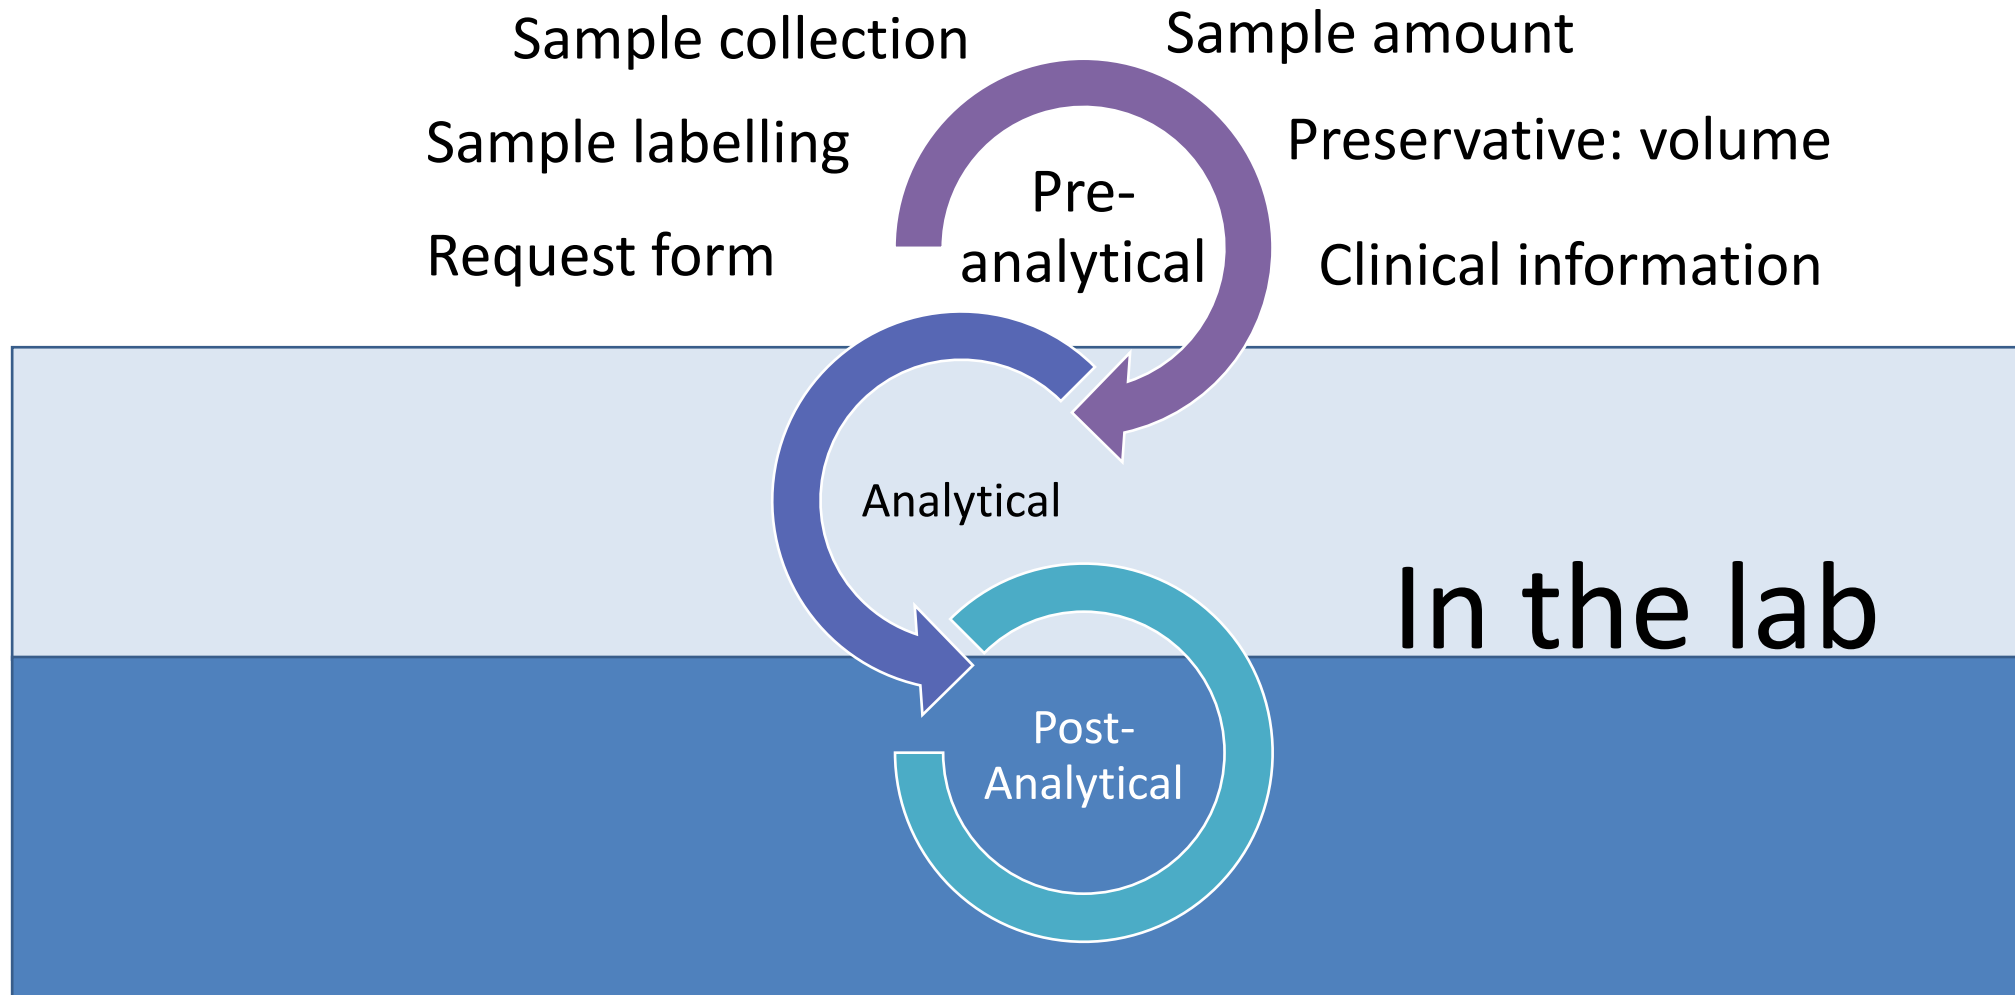 Sample collection
Sample amount
Sample labelling
Preservative: volume
Pre-
analytical
Request form
Clinical information
Analytical
In the lab
Post-
Analytical